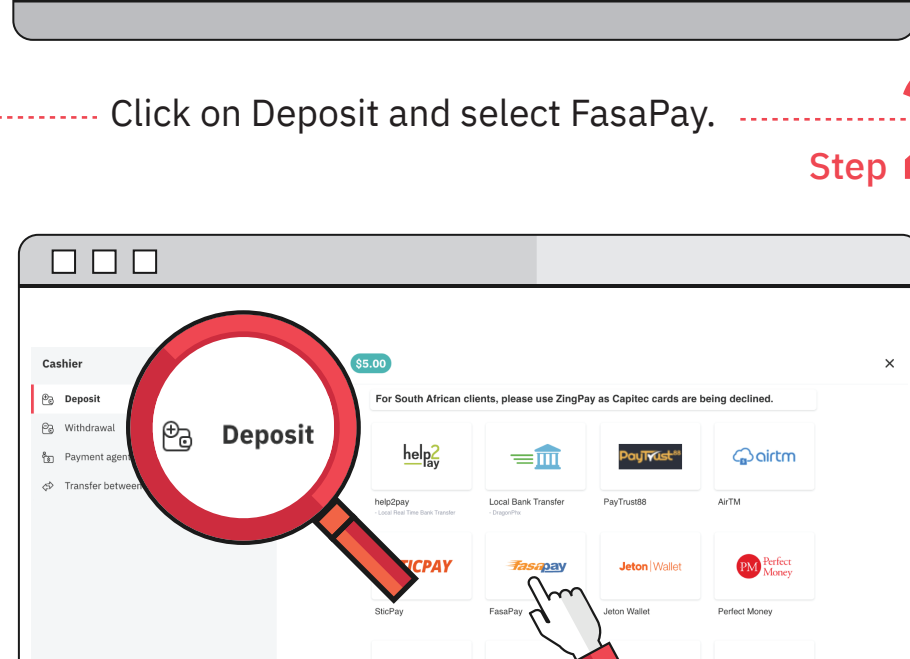 Click on Deposit and select FasaPay.
Step
Cashier
$5.00
Deposit
For South African clients, please use ZingPay as Capitec cards are being declined.
Withdrawal
Payment agent
Transfer between
Deposit
help2pay
PayTrust88
airtm
help2pay
- Local Real Time Bank Transfer
Local Bank Transfer
- DragonPhx
PayTrust88
AirTM
TICPAY
fasapay
Jeton Wallet
PM Perfect Money
SticPay
FasaPay
Jeton Wallet
Perfect Money